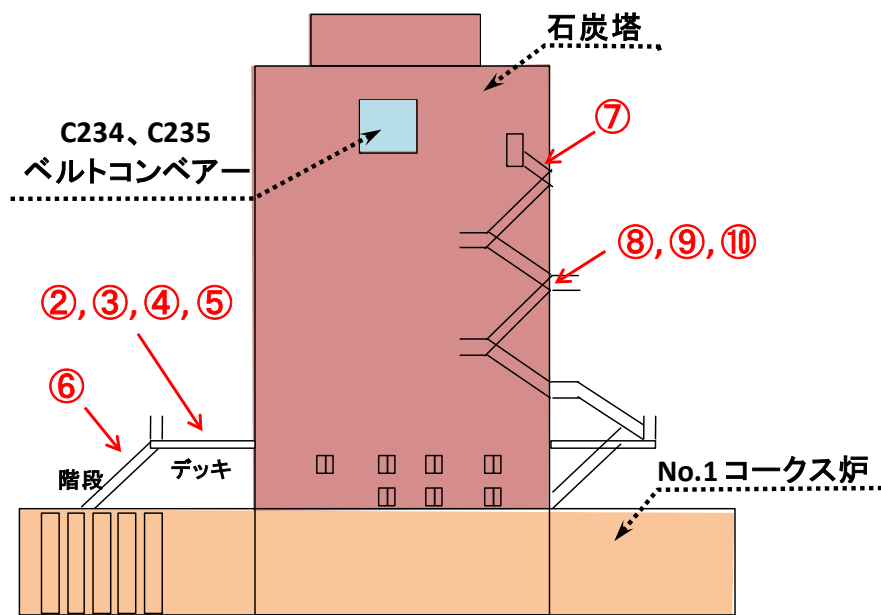 石炭塔
C234、C235
ベルトコンベアー
⑦
⑧,⑨,⑩
②,③,④,⑤
⑥
階段
デッキ
No.1 コークス炉